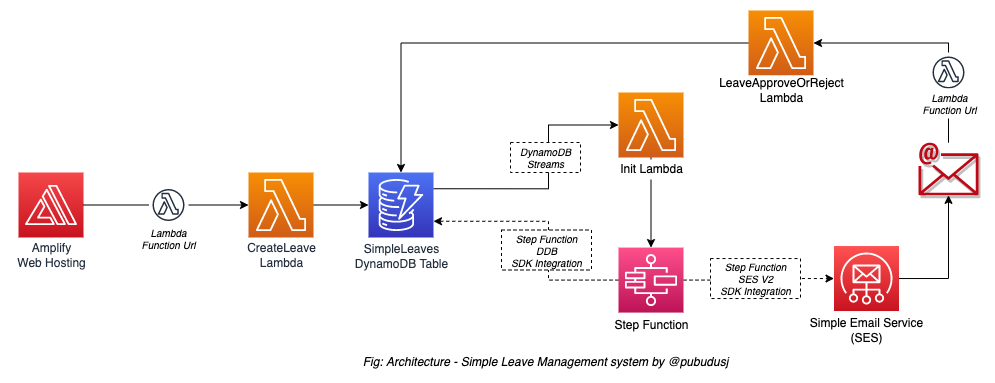 LeaveApproveOrReject
Lambda
Lambda
Function Url
DynamoDB
Streams
Init Lambda
@
Lambda
Function Url
Amplify
Web Hosting
CreateLeave
Lambda
SimpleLeaves
DynamoDB Table
Step Function
DDB
SDK Integration
Step Function
SES V2
SDK Integration
Step Function
Simple Email Service
(SES)
Fig: Architecture - Simple Leave Management system by @pubudusj